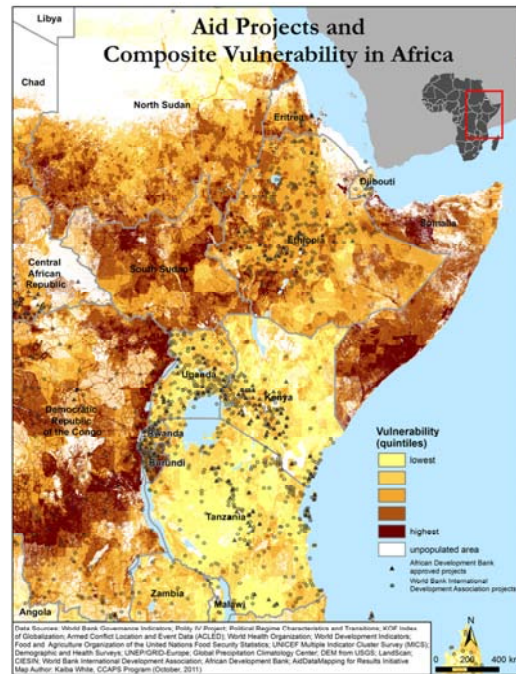 Aid Projects and
Composite Vulnerability in Africa
Libya
Chad
North Sudan
Eritrea
Djibouti
Somalia
Ethiopia
Central
African
Republic
South Sudan
Uganda
Kenya
Democratic
Republic
of the Congo
Rwanda
Burundi
Tanzania
Zambia
Malawi
Angola
Vulnerability
(quintiles)
lowest
highest
unpopulated area
African Development Bank
approved projects
World Bank International
Development Association projects
N
0 200 400
Data Sources: World Bank Governance Indicators; Polity IV Project; Political Regime Characteristics and Transitions; KOF Index
of Globalization; Armed Conflict Location and Event Data (ACLED); World Health Organization; World Development Indicators;
Food and Agriculture Organization of the United Nations Food Security Statistics; UNICEF Multiple Indicator Cluster Survey (MICS);
Demographic and Health Surveys; UNEP/GRID-Europe; Global Precipitation Climatology Center; DEM from USGS; LandScan;
CIESIN; World Bank International Development Association; African Development Bank; AidDataMapping for Results Initiative
Map Author: Kaiba White, CCAPS Program (October, 2011)